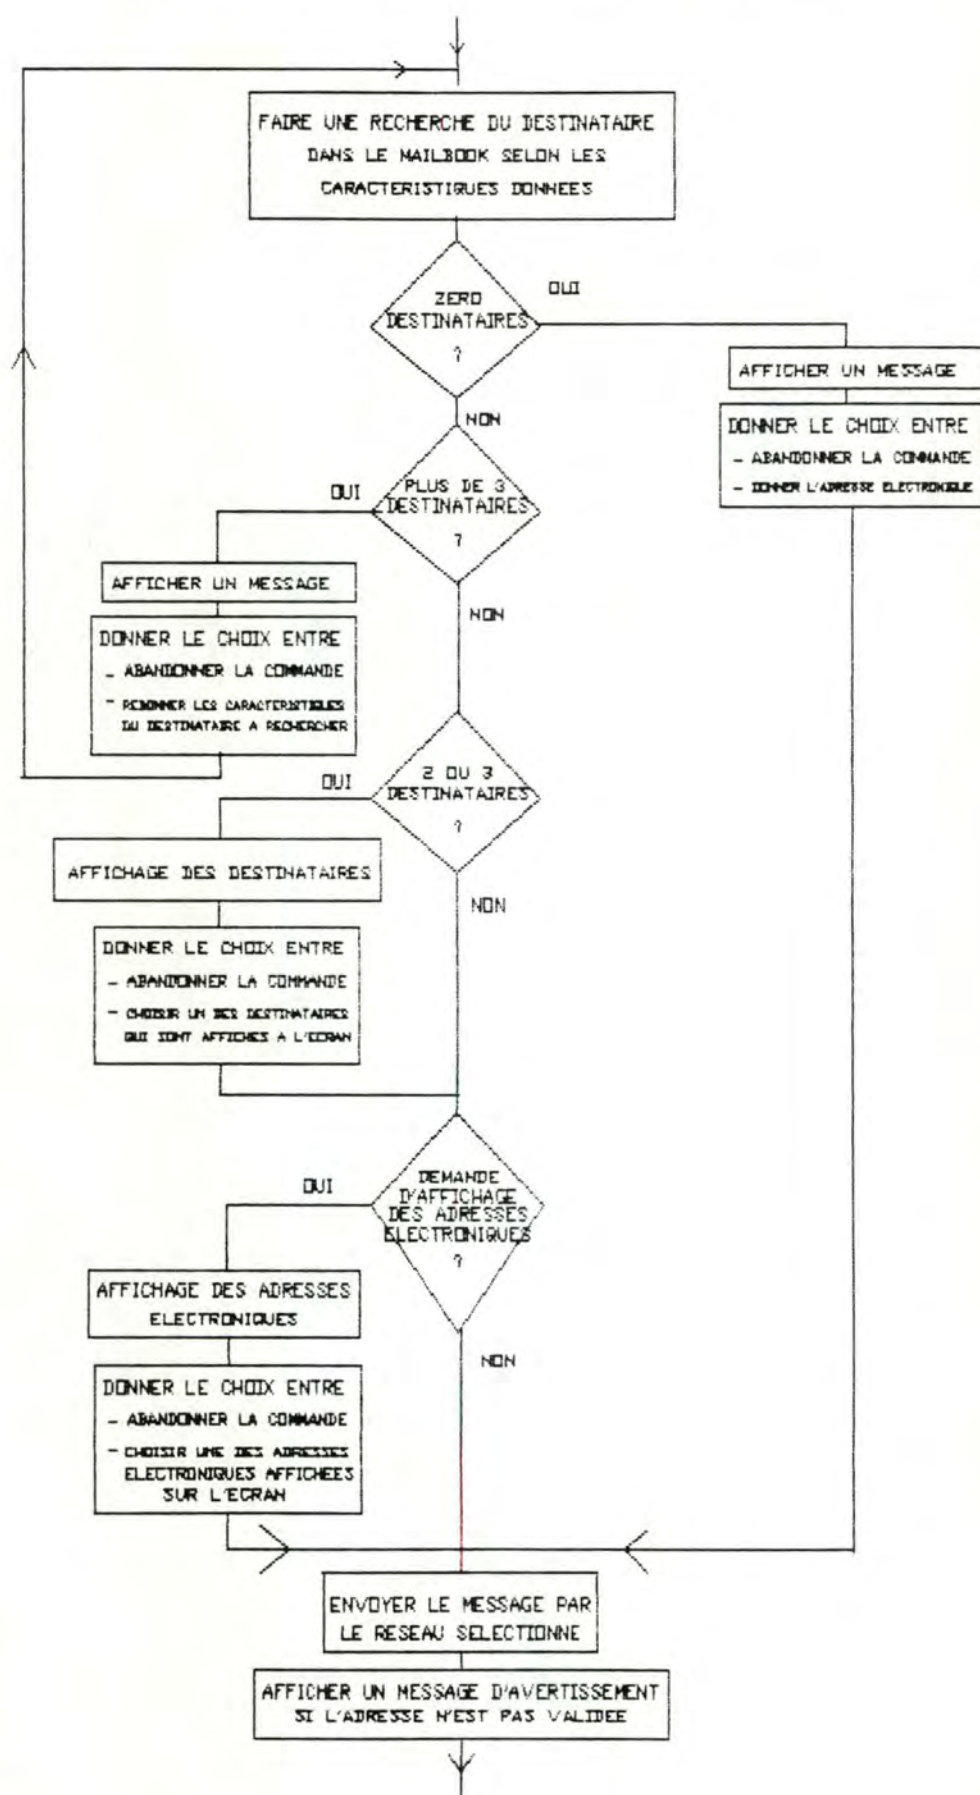 FAIRE UNE RECHERCHE DU DESTINATAIRE
DANS LE MAILBOOK SELON LES
CARACTERISTIQUES DONNEES
ZERO
DESTINATAIRES
?
OUI
AFFICHER UN MESSAGE
DONNER LE CHOIX ENTRE
- ABANDONNER LA COMMANDE
- DONNER L'ADRESSE ELECTRONIQUE
NON
PLUS DE 3
DESTINATAIRES
?
OUI
AFFICHER UN MESSAGE
DONNER LE CHOIX ENTRE
- ABANDONNER LA COMMANDE
- REDONNER LES CARACTERISTIQUES
DU DESTINATAIRE A RECHERCHER
NON
2 OU 3
DESTINATAIRES
?
OUI
AFFICHAGE DES DESTINATAIRES
DONNER LE CHOIX ENTRE
- ABANDONNER LA COMMANDE
- CHOISIR UN DES DESTINATAIRES
QUI SONT AFFICHES A L'ECRAN
NON
DEMANDE
D'AFFICHAGE
DES ADRESSES
ELECTRONIQUES
?
OUI
AFFICHAGE DES ADRESSES
ELECTRONIQUES
DONNER LE CHOIX ENTRE
- ABANDONNER LA COMMANDE
- CHOISIR UNE DES ADRESSES
ELECTRONIQUES AFFICHEES
SUR L'ECRAN
NON
ENVOYER LE MESSAGE PAR
LE RESEAU SELECTIONNE
AFFICHER UN MESSAGE D'AVERTISSEMENT
SI L'ADRESSE N'EST PAS VALIDEE